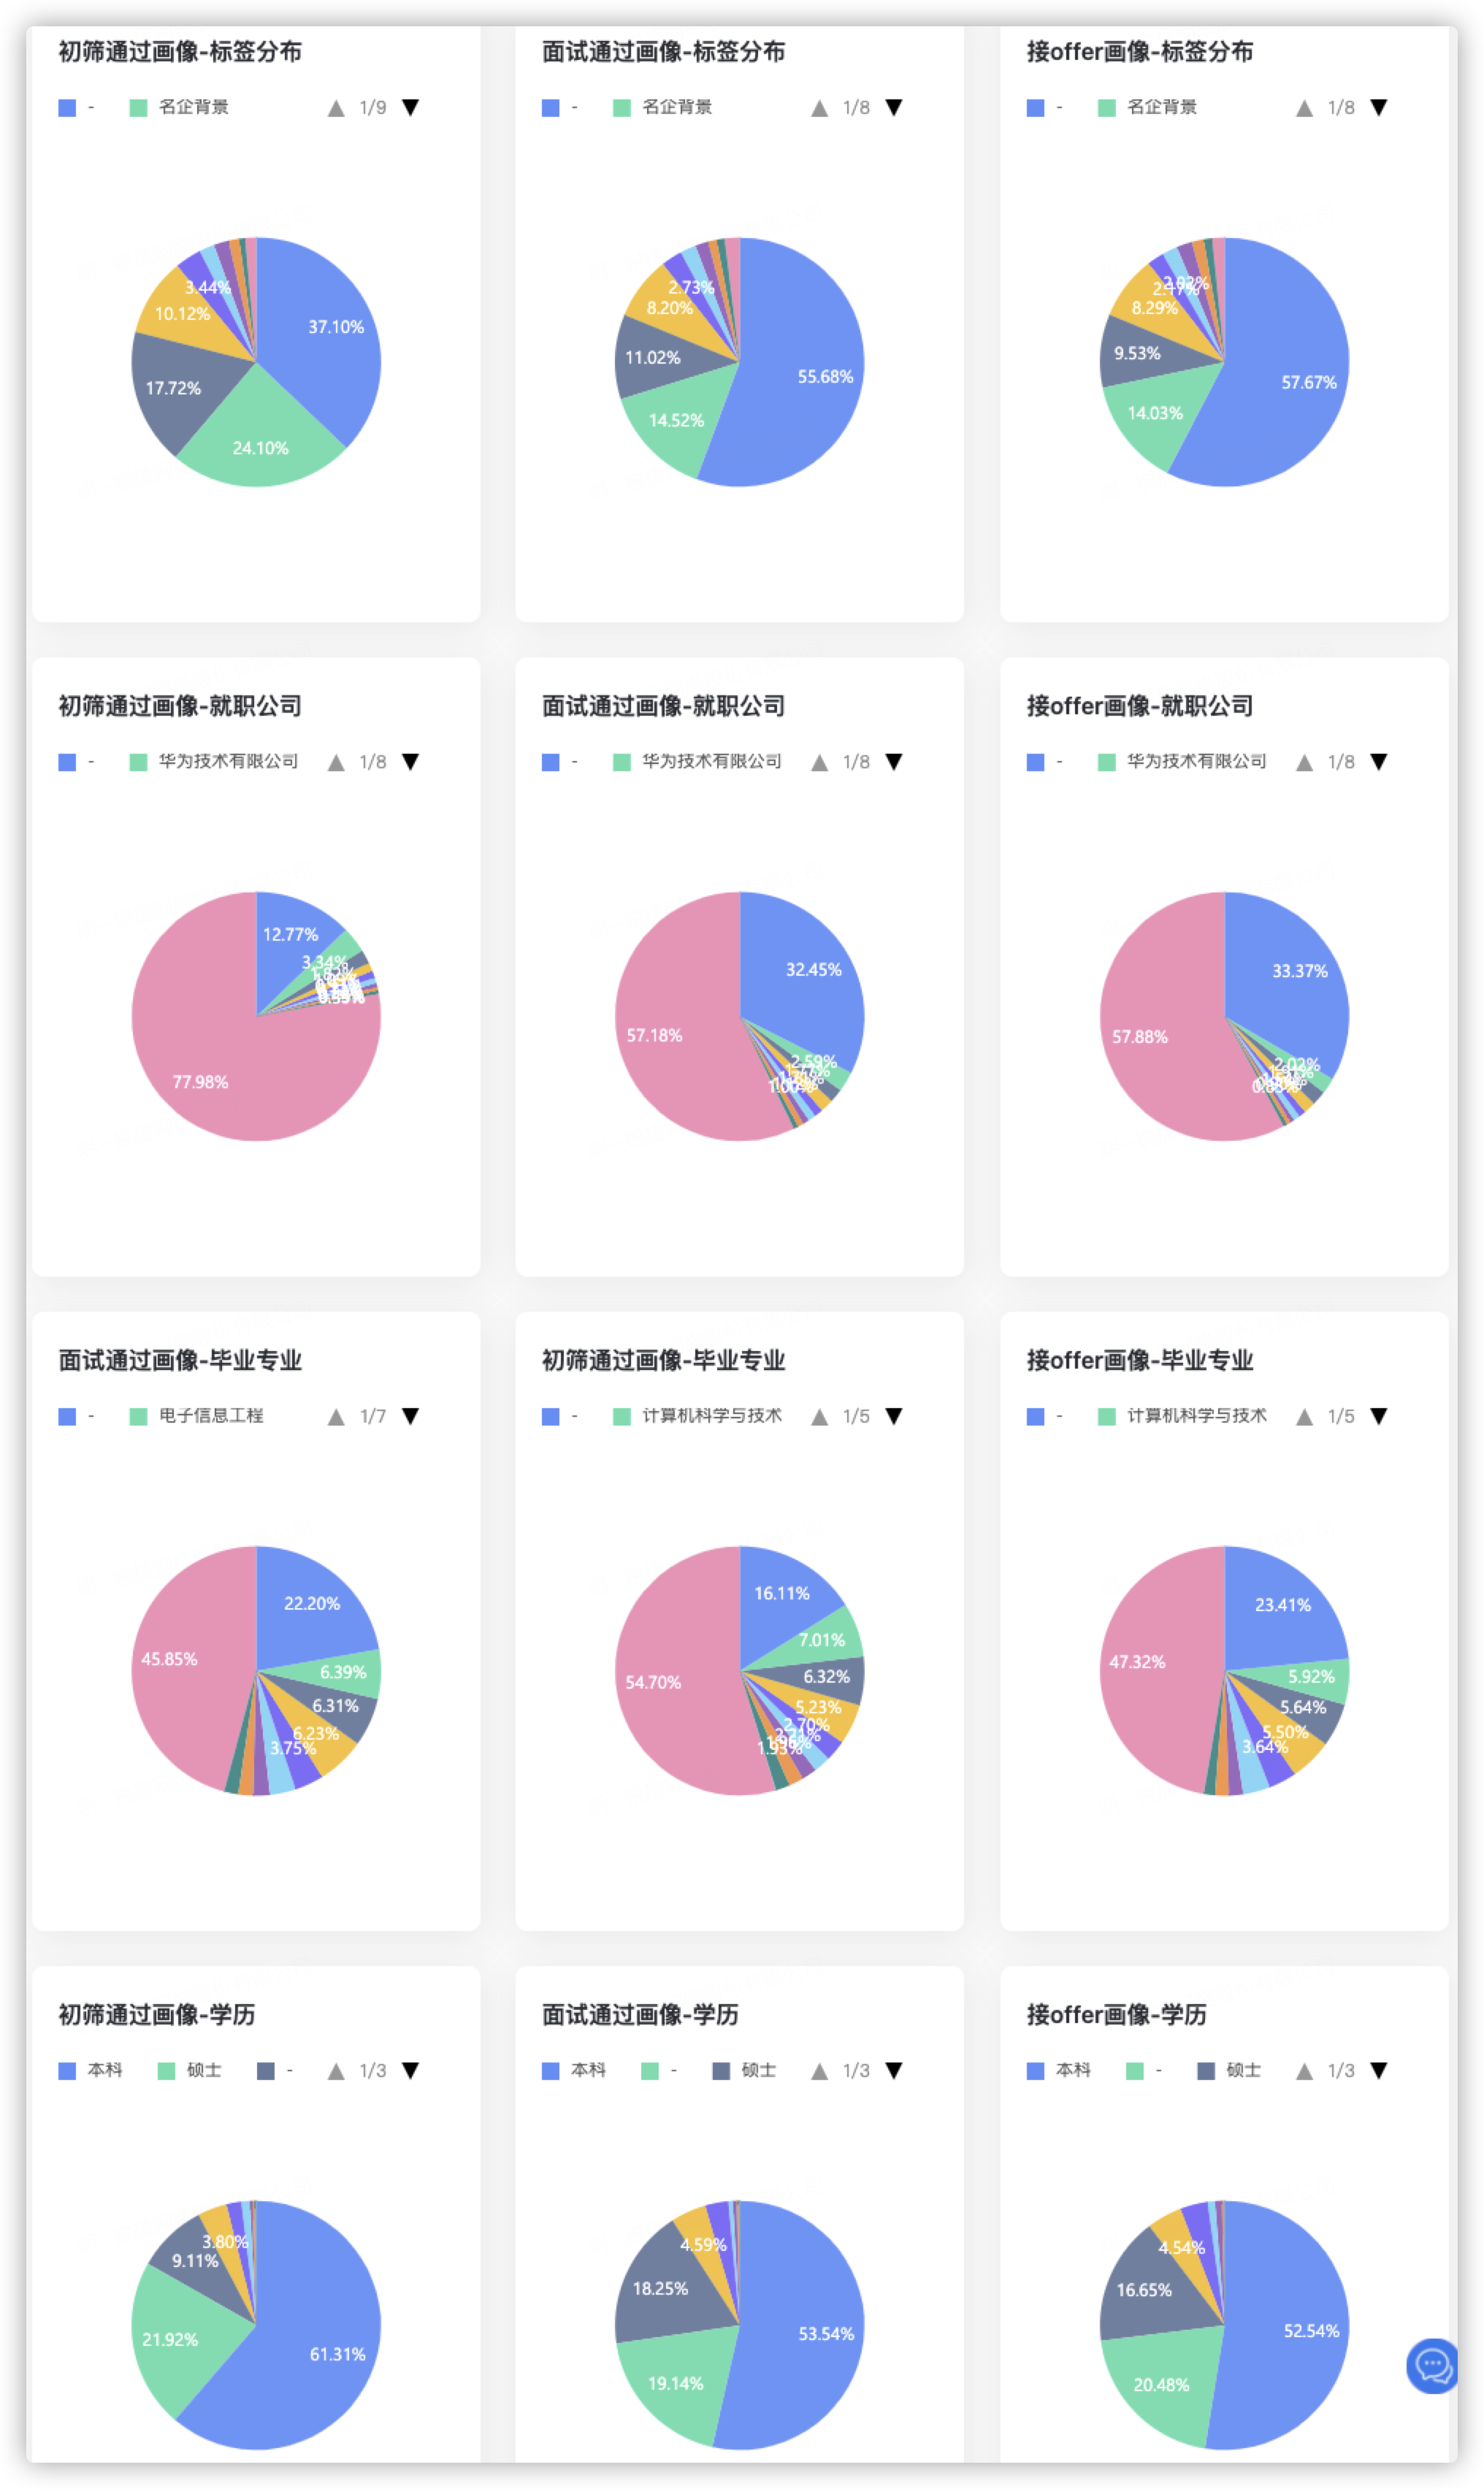 初筛通过画像-标签分布
- 名企背景 1/9
3.44%
10.12%
37.10%
17.72%
24.10%
面试通过画像-标签分布
- 名企背景 1/8
2.73%
8.20%
11.02%
55.68%
14.52%
接offer画像-标签分布
- 名企背景 1/8
8.29%
9.53%
57.67%
14.03%
初筛通过画像-就职公司
- 华为技术有限公司 1/8
12.77%
3.34%
77.98%
面试通过画像-就职公司
- 华为技术有限公司 1/8
32.45%
57.18%
2.59%
接offer画像-就职公司
- 华为技术有限公司 1/8
33.37%
57.88%
2.02%
面试通过画像-毕业专业
- 电子信息工程 1/7
22.20%
45.85%
6.39%
6.31%
6.23%
3.75%
初筛通过画像-毕业专业
- 计算机科学与技术 1/5
16.11%
7.01%
6.32%
54.70%
5.23%
2.70%
1.93%
接offer画像-毕业专业
- 计算机科学与技术 1/5
23.41%
47.32%
5.92%
5.64%
5.50%
3.64%
初筛通过画像-学历
本科 硕士 - 1/3
3.80%
9.11%
21.92%
61.31%
面试通过画像-学历
本科 - 硕士 1/3
4.59%
18.25%
53.54%
19.14%
接offer画像-学历
本科 - 硕士 1/3
4.54%
16.65%
52.54%
20.48%